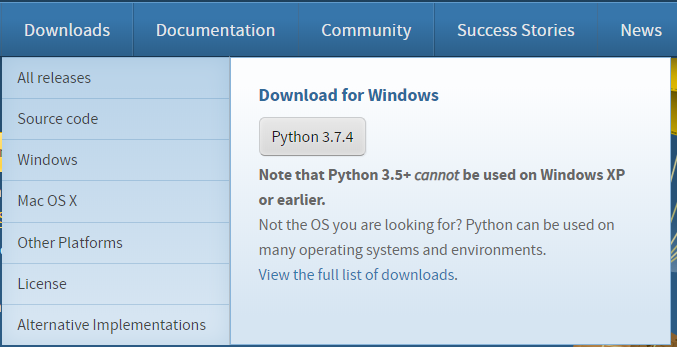 Downloads Documentation Community Success Stories News
All releases
Source code
Windows
Mac OS X
Other Platforms
License
Alternative Implementations
Download for Windows
Python 3.7.4
Note that Python 3.5+ cannot be used on Windows XP
or earlier.
Not the OS you are looking for? Python can be used on
many operating systems and environments.
View the full list of downloads.